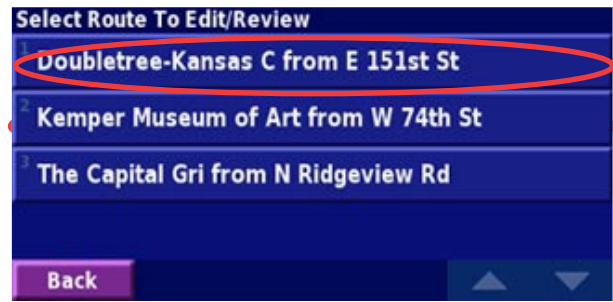 Select Route To Edit/Review
1 Doubletree-Kansas C from E 151st St
2 Kemper Museum of Art from W 74th St
3 The Capital Gri from N Ridgeview Rd
Back